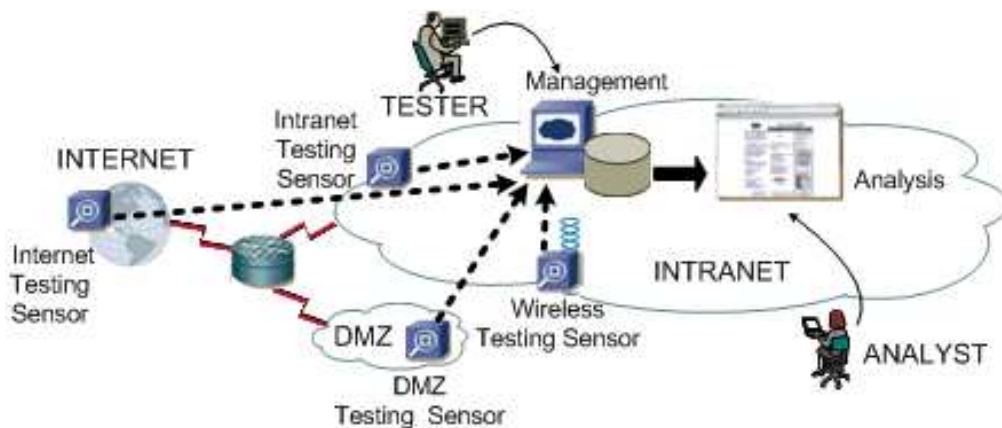 TESTER
Management
Intranet
Testing
Sensor
INTERNET
Internet
Testing
Sensor
Analysis
INTRANET
Wireless
Testing Sensor
DMZ
DMZ
Testing Sensor
ANALYST